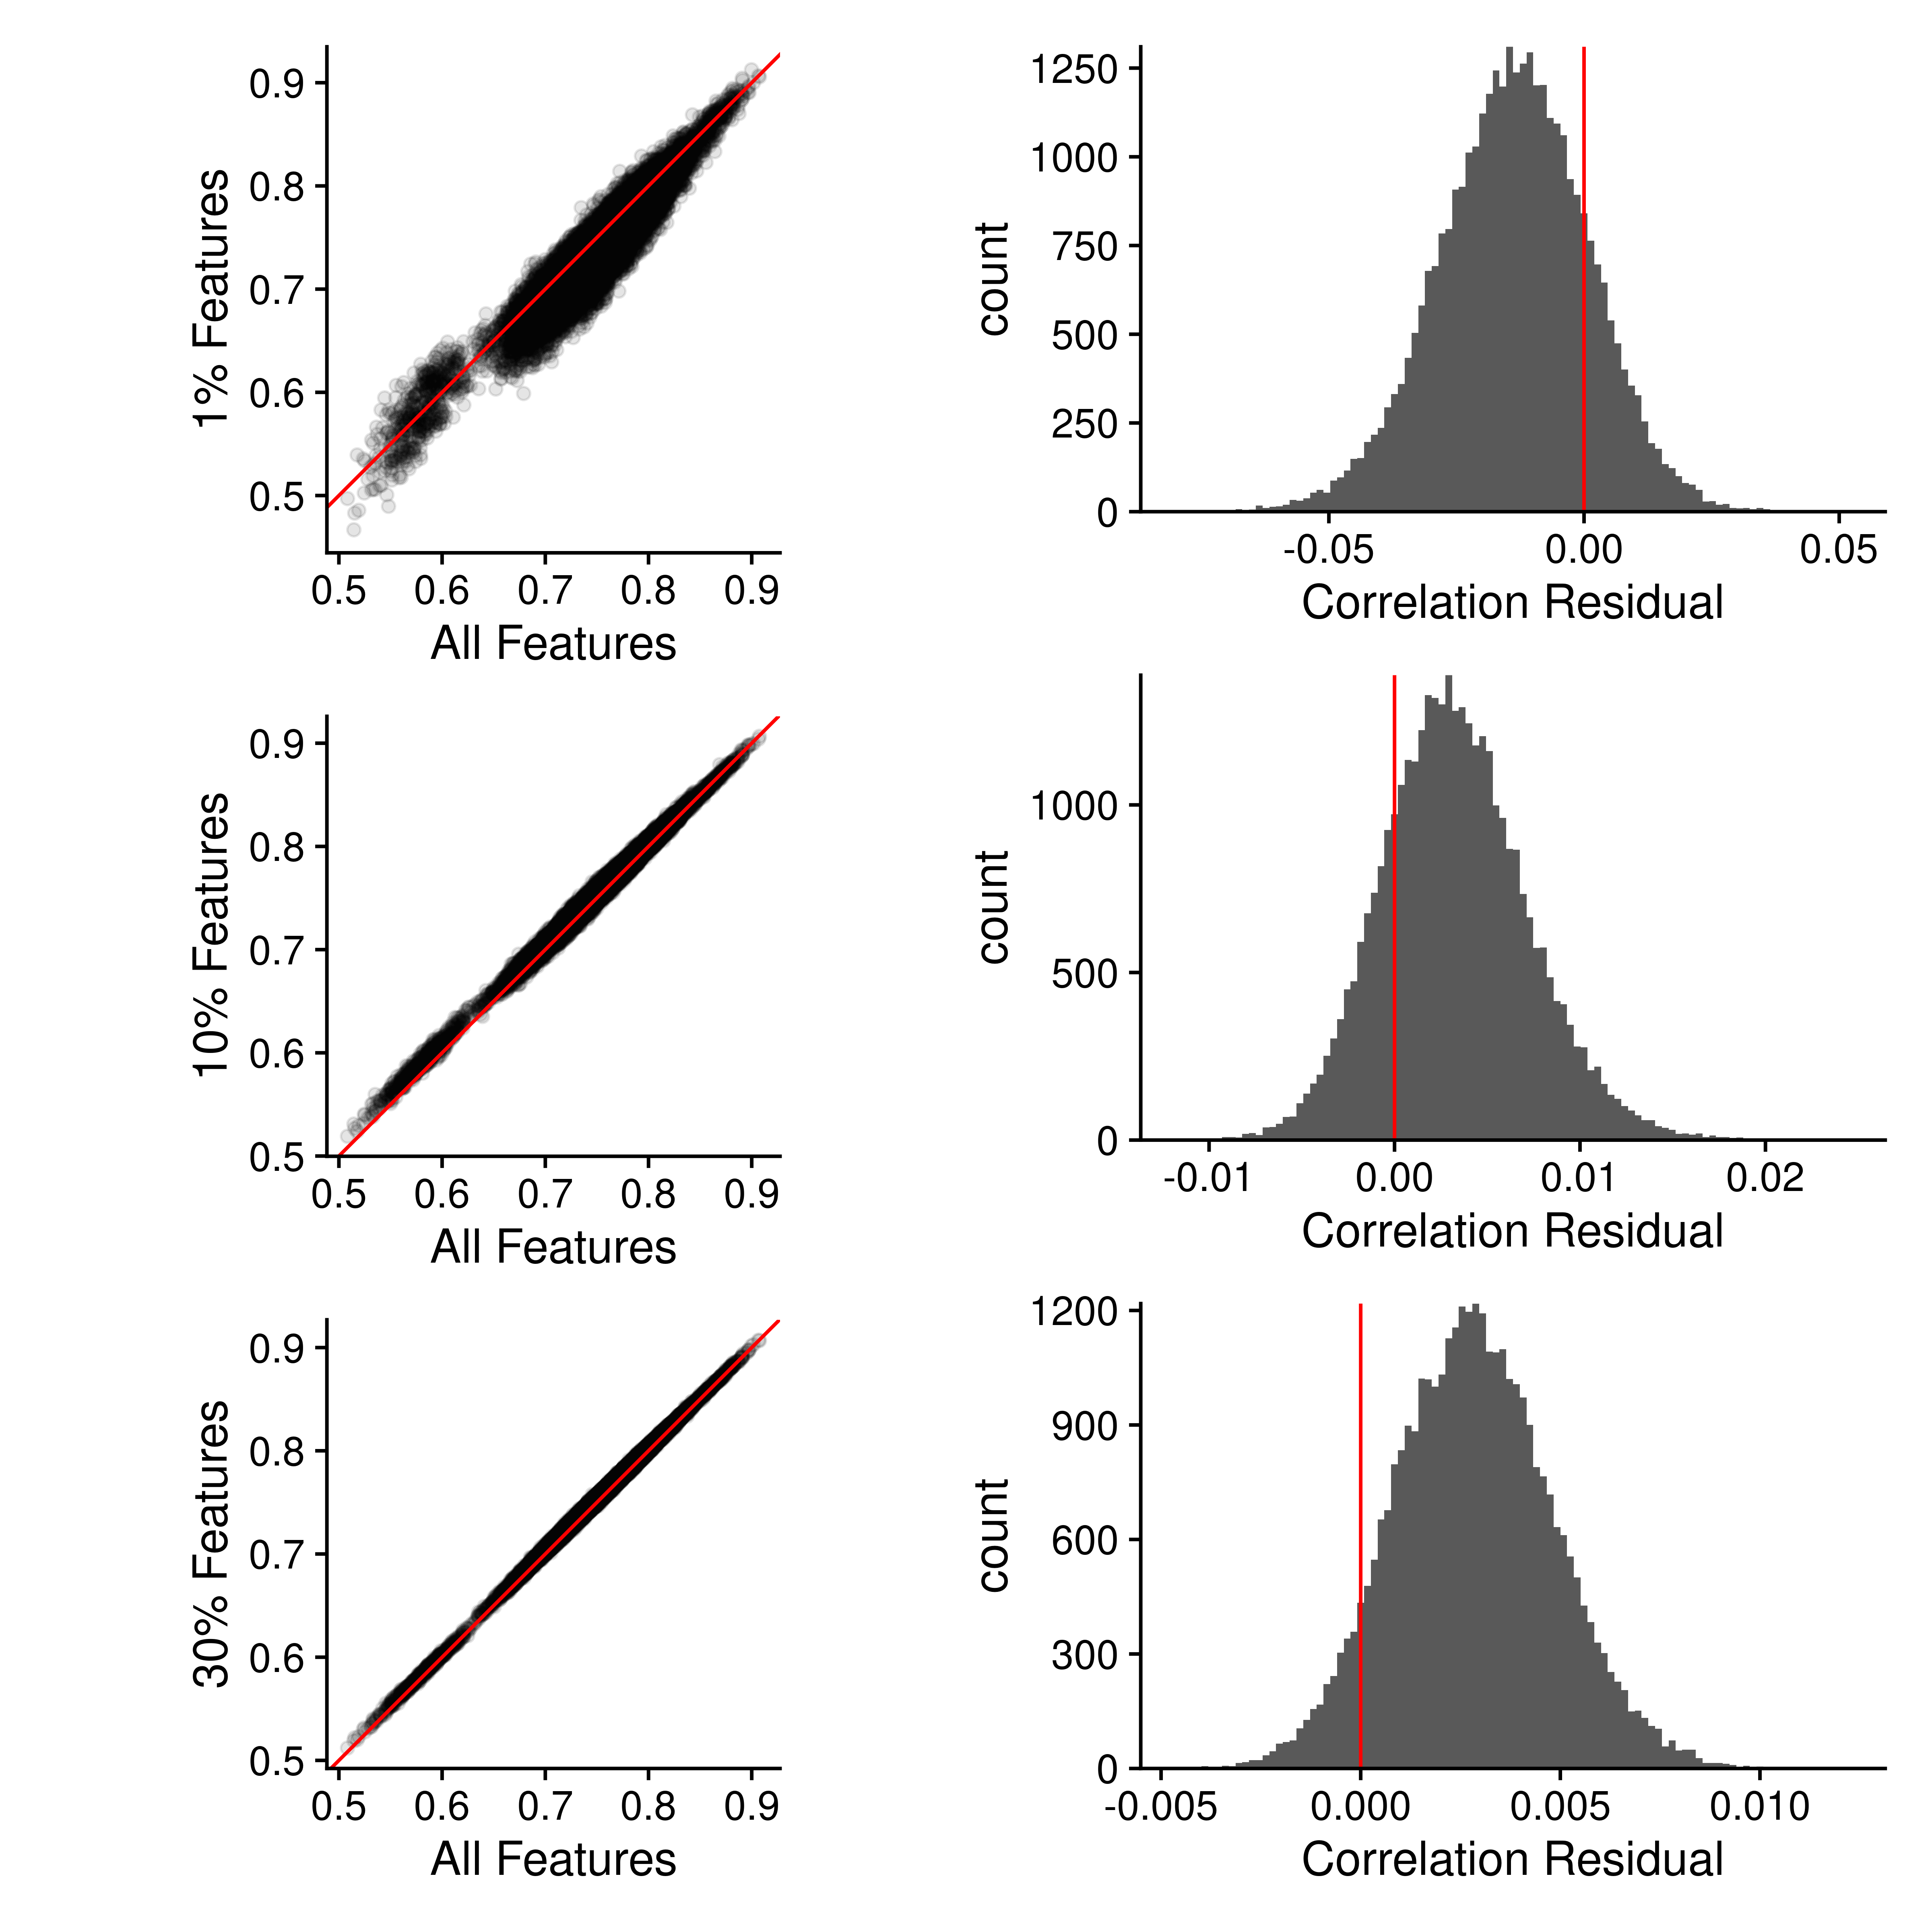 1% Features
0.9
0.8
0.7
0.6
0.5
0.5 0.6 0.7 0.8 0.9
All Features
count
1250
1000
750
500
250
0
-0.05 0.00 0.05
Correlation Residual
10% Features
0.9
0.8
0.7
0.6
0.5
0.5 0.6 0.7 0.8 0.9
All Features
count
1000
500
0
-0.01 0.00 0.01 0.02
Correlation Residual
30% Features
0.9
0.8
0.7
0.6
0.5
0.5 0.6 0.7 0.8 0.9
All Features
count
1200
900
600
300
0
-0.005 0.000 0.005 0.010
Correlation Residual